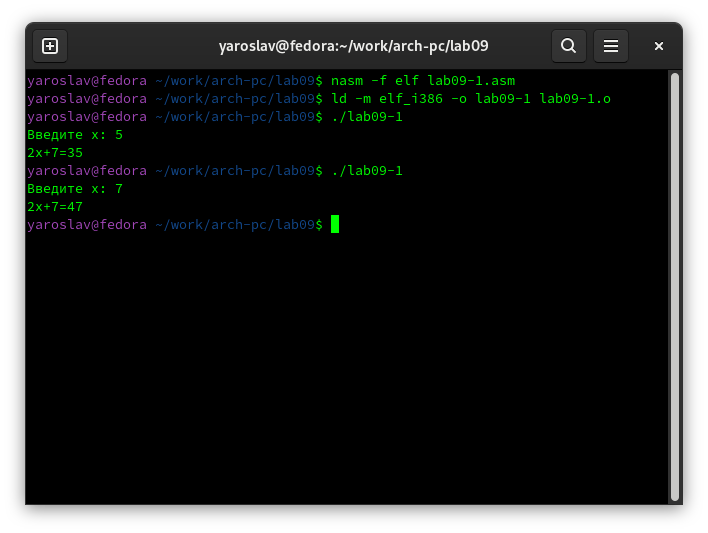 yaroslav@fedora:~/work/arch-pc/lab09
yaroslav@fedora ~/work/arch-pc/lab09$ nasm -f elf lab09-1.asm
yaroslav@fedora ~/work/arch-pc/lab09$ ld -m elf_i386 -o lab09-1 lab09-1.o
yaroslav@fedora ~/work/arch-pc/lab09$ ./lab09-1
Введите x: 5
2x+7=35
yaroslav@fedora ~/work/arch-pc/lab09$ ./lab09-1
Введите x: 7
2x+7=47
yaroslav@fedora ~/work/arch-pc/lab09$